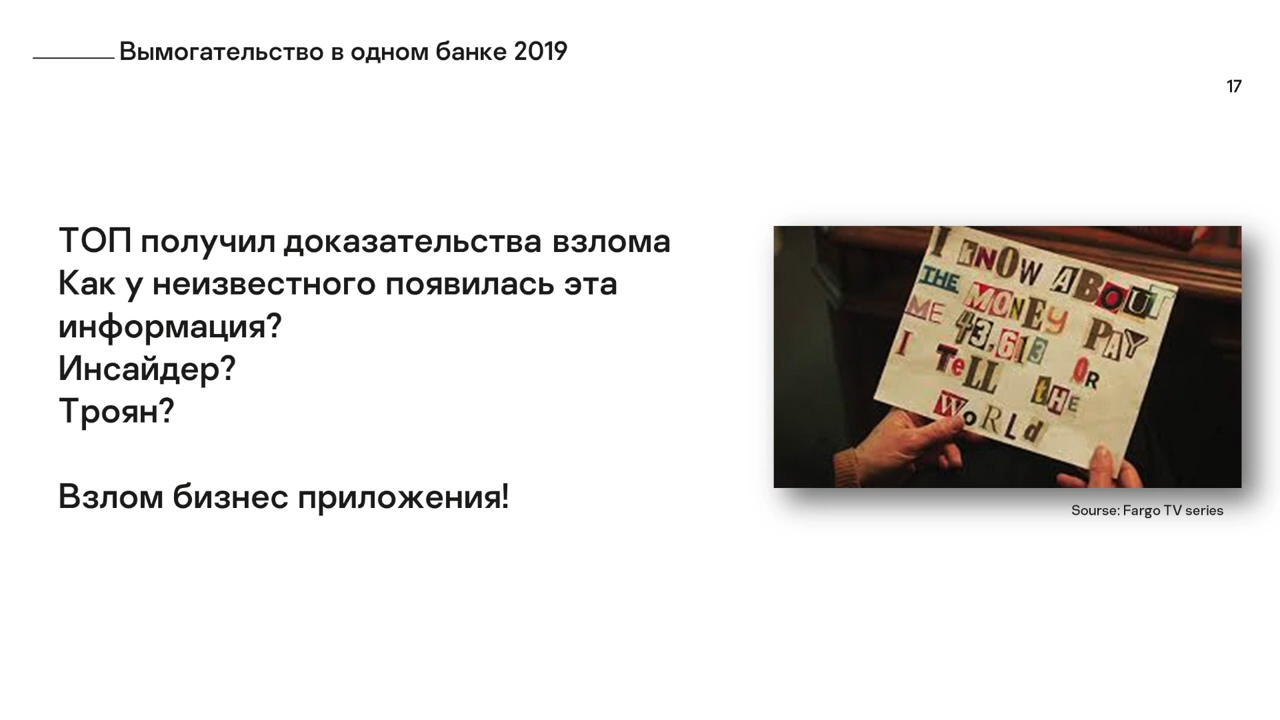 Вымогательство в одном банке 2019
17
ТОП получил доказательства взлома
Как у неизвестного появилась эта
информация?
Инсайдер?
Троян?
Взлом бизнес приложения!
I KNOW ABOUT
THE MONEY PAY
ME 43,613 OR
I TeLL tHE
WoRLd
Sourse: Fargo TV series